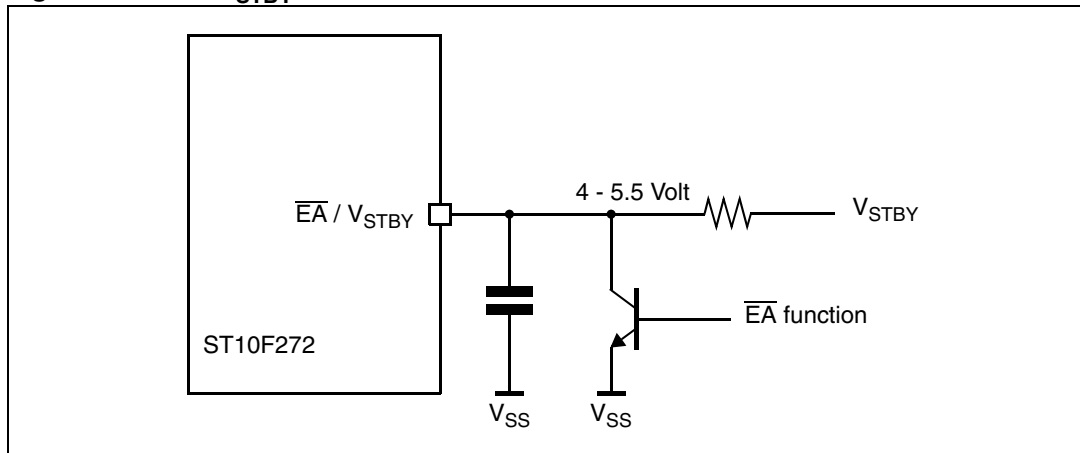 4 - 5.5 Volt
EA / VSTBY
VSTBY
EA function
ST10F272
VSS
VSS